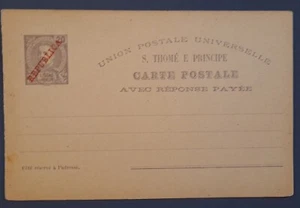 REPUBLICA
UNION POSTALE UNIVERSELLE
S. THOMÉ E PRINCIPE
CARTE POSTALE
AVEC RÉPONSE PAYÉE